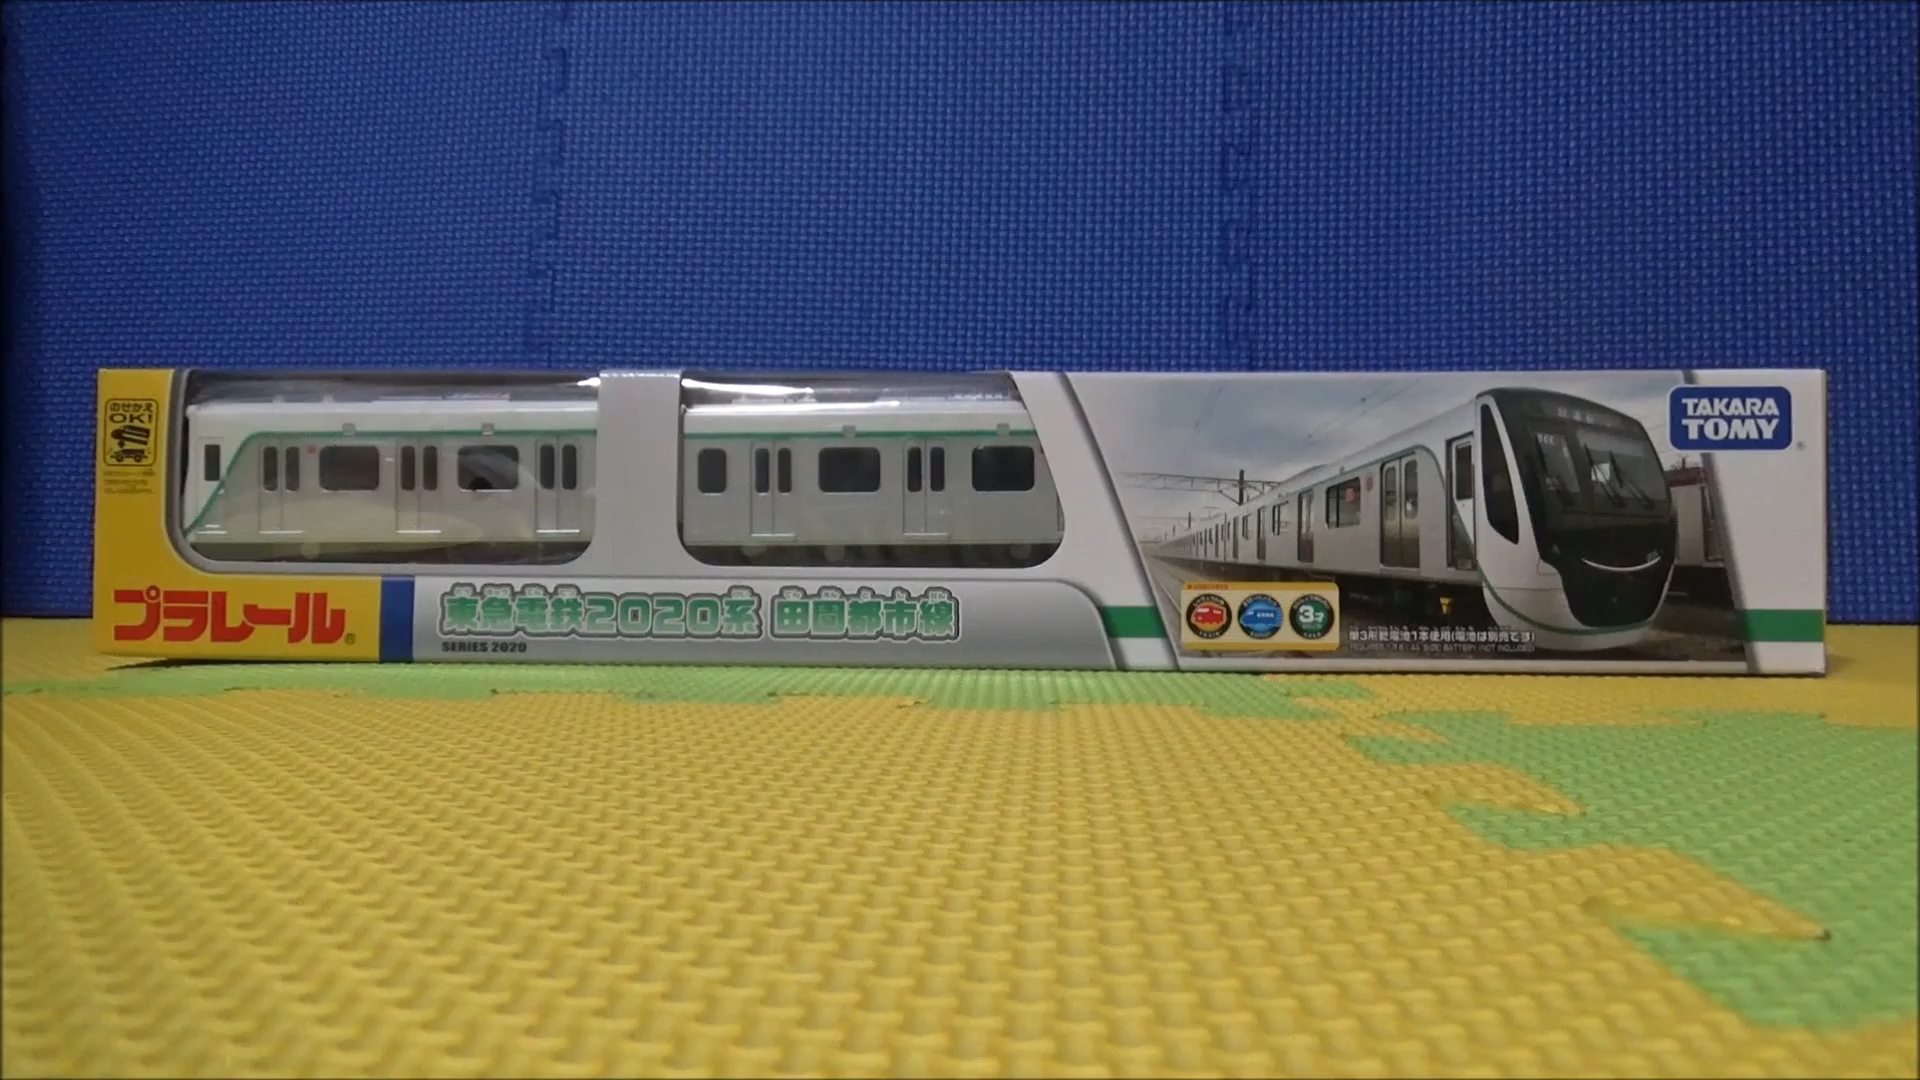 のせかえ
OK!
TAKARA
TOMY
プラレール®
東急電鉄2020系 田園都市線
SERIES 2020
単3形乾電池1本使用(電池は別売です)